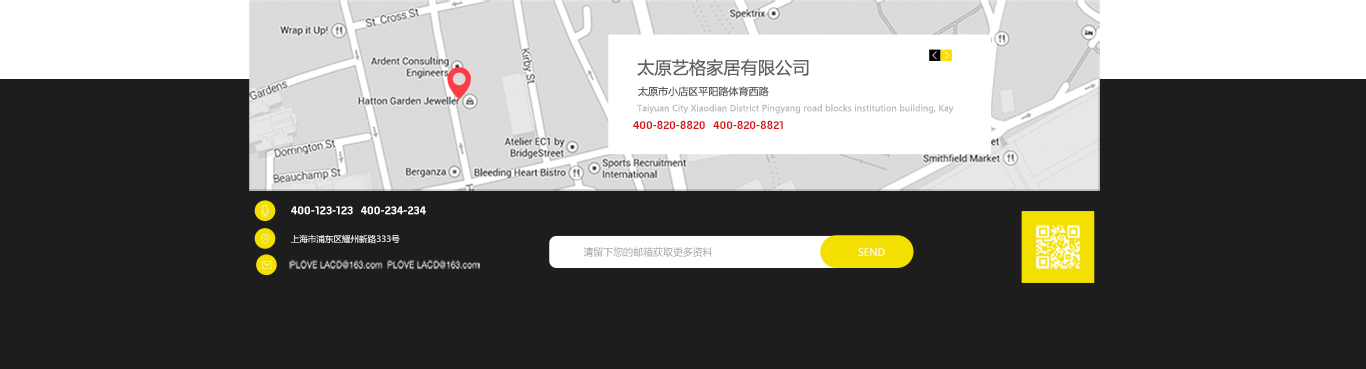 Spektrix
St. Cross St
Wrap it Up!
Kirby St
Ardent Consulting
Engineers
Hatton Garden Jeweller
Gardens
Dorrington St
Beauchamp St
Atelier EC1 by
BridgeStreet
Berganza
Bleeding Heart Bistro
Sports Recruitment
International
Smithfield Market
太原艺格家居有限公司
太原市小店区平阳路体育西路
Taiyuan City Xiaodian District Pingyang road blocks institution building, Kay
400-820-8820 400-820-8821
400-123-123 400-234-234
上海市浦东区耀州新路333号
IPLOVE LACD@163.com PLOVE LACD@163.com
请留下您的邮箱获取更多资料
SEND